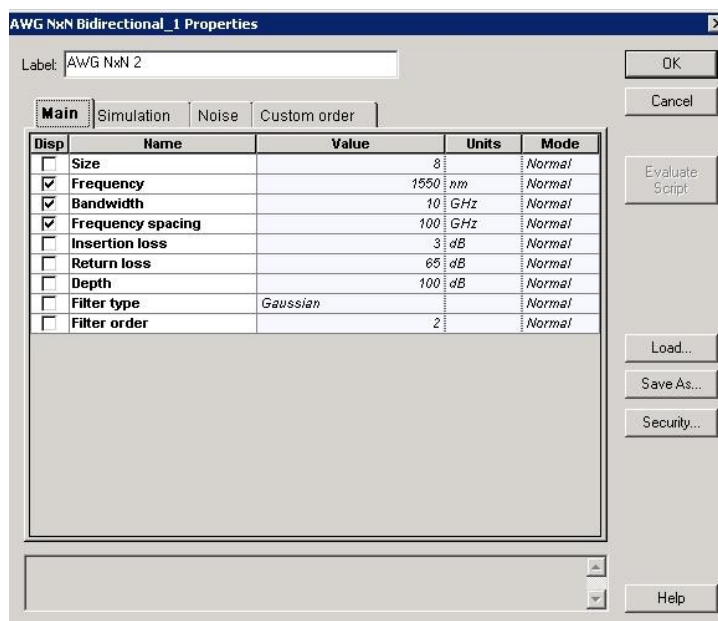 AWG NxN Bidirectional_1 Properties
Label: AWG NxN 2
OK
Cancel
Main Simulation Noise Custom order
Disp Name Value Units Mode
Size 8 Normal
Frequency 1550 nm Normal
Bandwidth 10 GHz Normal
Frequency spacing 100 GHz Normal
Insertion loss 3 dB Normal
Return loss 65 dB Normal
Depth 100 dB Normal
Filter type Gaussian Normal
Filter order 2 Normal
Evaluate
Script
Load...
Save As...
Security...
Help